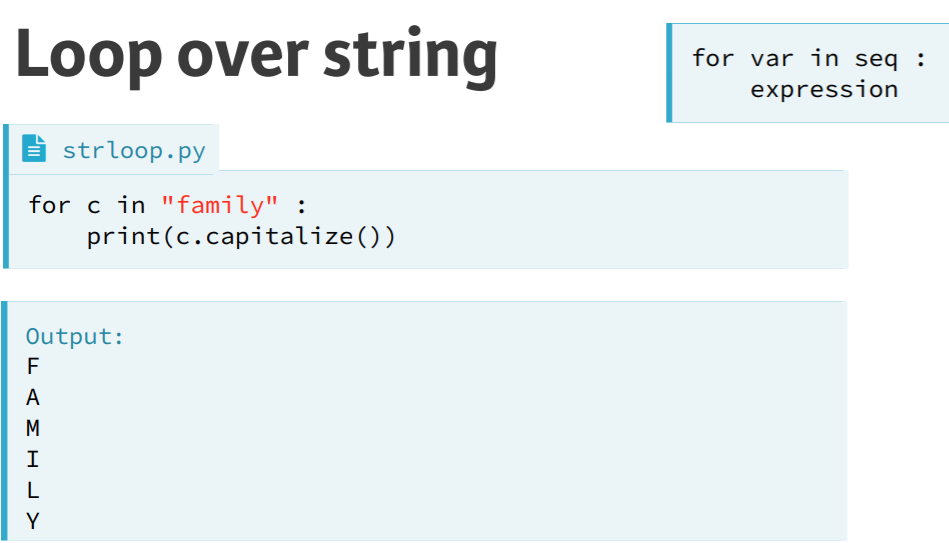 Loop over string
for var in seq :
    expression
strloop.py
for c in "family" :
    print(c.capitalize())
Output:
F
A
M
I
L
Y